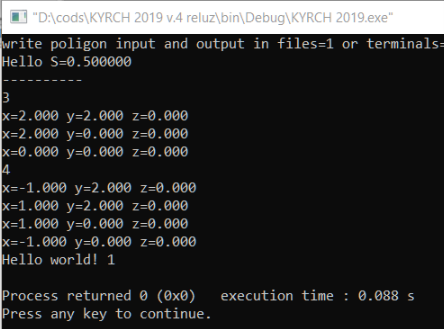 "D:\cods\KYRCH 2019 v.4 reluz\bin\Debug\KYRCH 2019.exe"
write poligon input and output in files=1 or terminals=
Hello S=0.500000
----------
3
x=2.000 y=2.000 z=0.000
x=2.000 y=0.000 z=0.000
x=0.000 y=0.000 z=0.000
4
x=-1.000 y=2.000 z=0.000
x=1.000 y=2.000 z=0.000
x=1.000 y=0.000 z=0.000
x=-1.000 y=0.000 z=0.000
Hello world! 1
Process returned 0 (0x0)   execution time : 0.088 s
Press any key to continue.